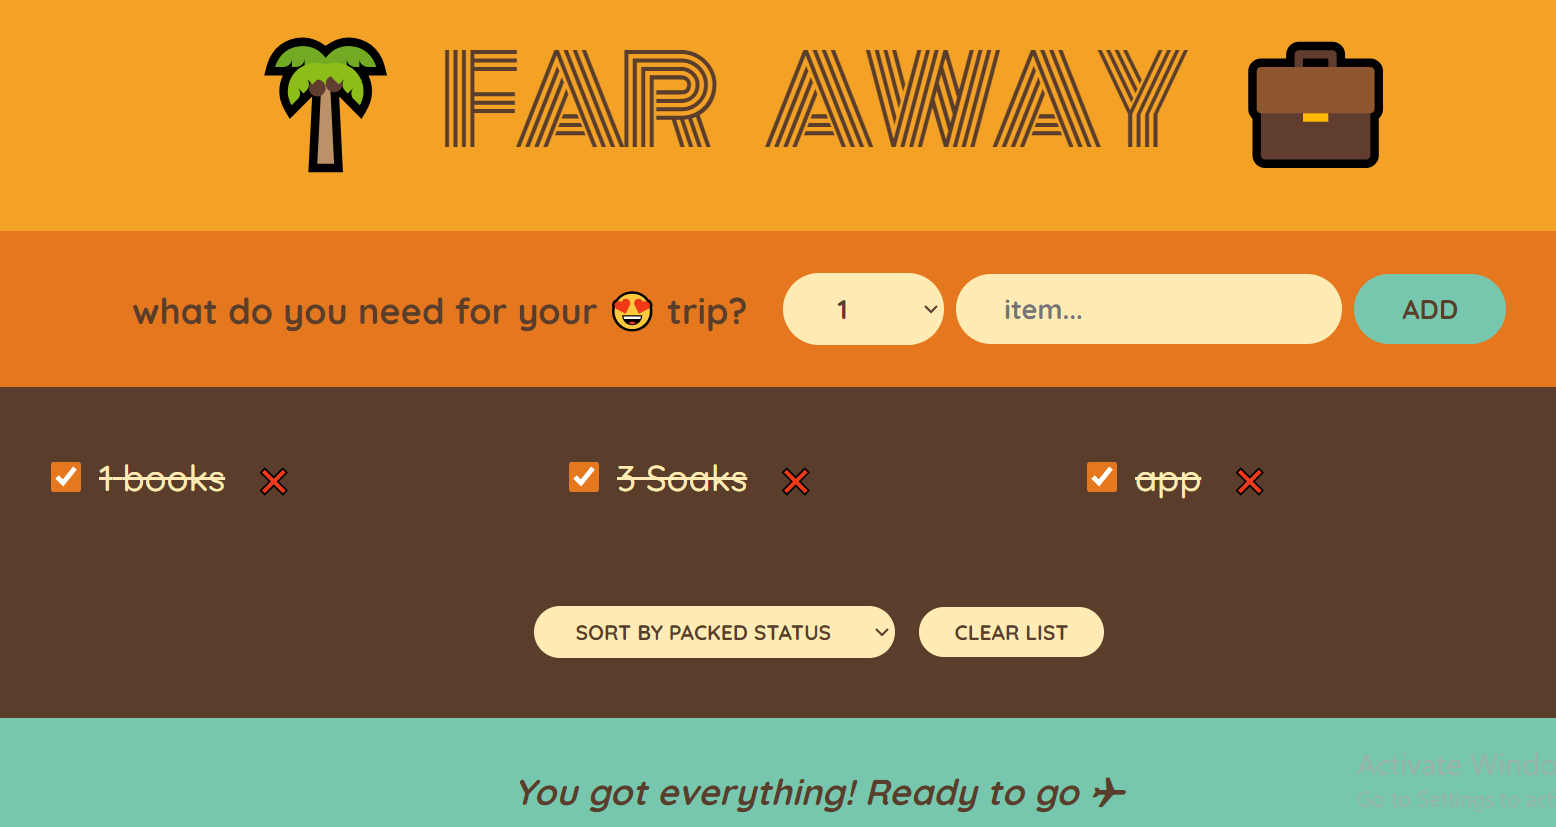 FAR AWAY
what do you need for your 😍 trip?
1
item...
ADD
1 books
3 Soaks
app
SORT BY PACKED STATUS
CLEAR LIST
You got everything! Ready to go ✈
Activate Windo
Go to Settings to act